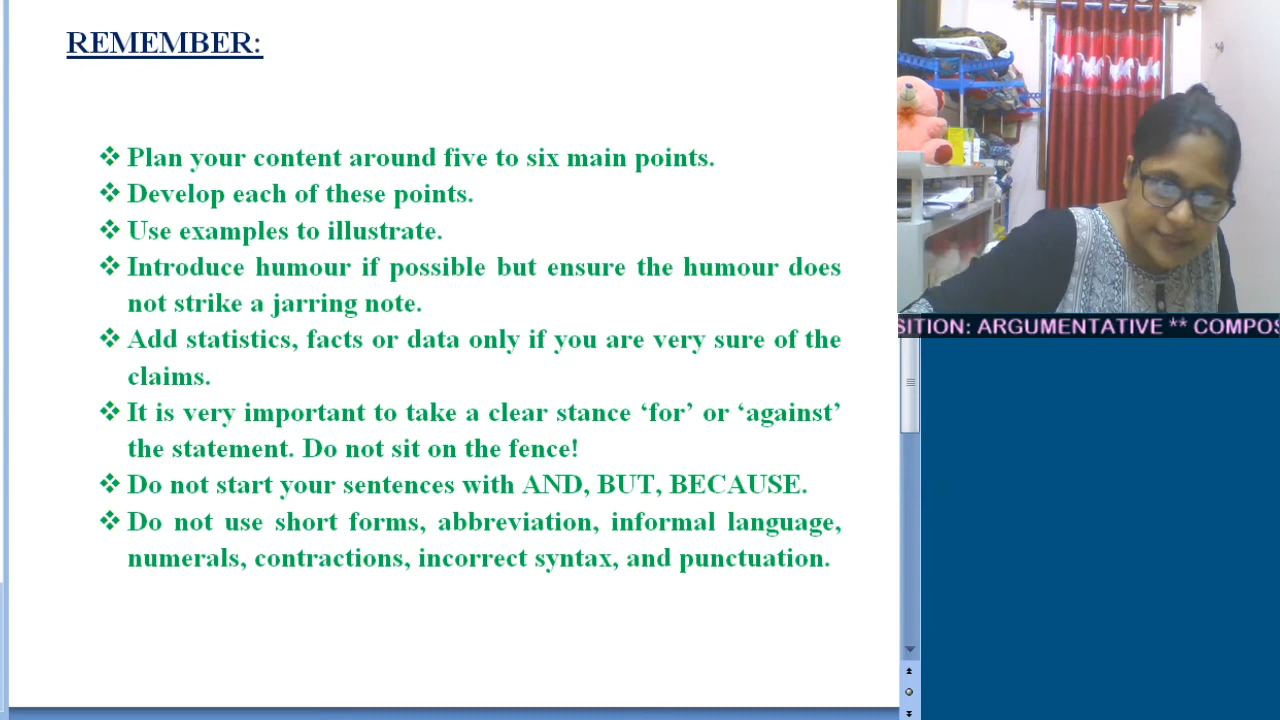 REMEMBER:
❖ Plan your content around five to six main points.
❖ Develop each of these points.
❖ Use examples to illustrate.
❖ Introduce humour if possible but ensure the humour does
not strike a jarring note.
❖ Add statistics, facts or data only if you are very sure of the
claims.
❖ It is very important to take a clear stance ‘for’ or ‘against’
the statement. Do not sit on the fence!
❖ Do not start your sentences with AND, BUT, BECAUSE.
❖ Do not use short forms, abbreviation, informal language,
numerals, contractions, incorrect syntax, and punctuation.
SITION: ARGUMENTATIVE ** COMPOS